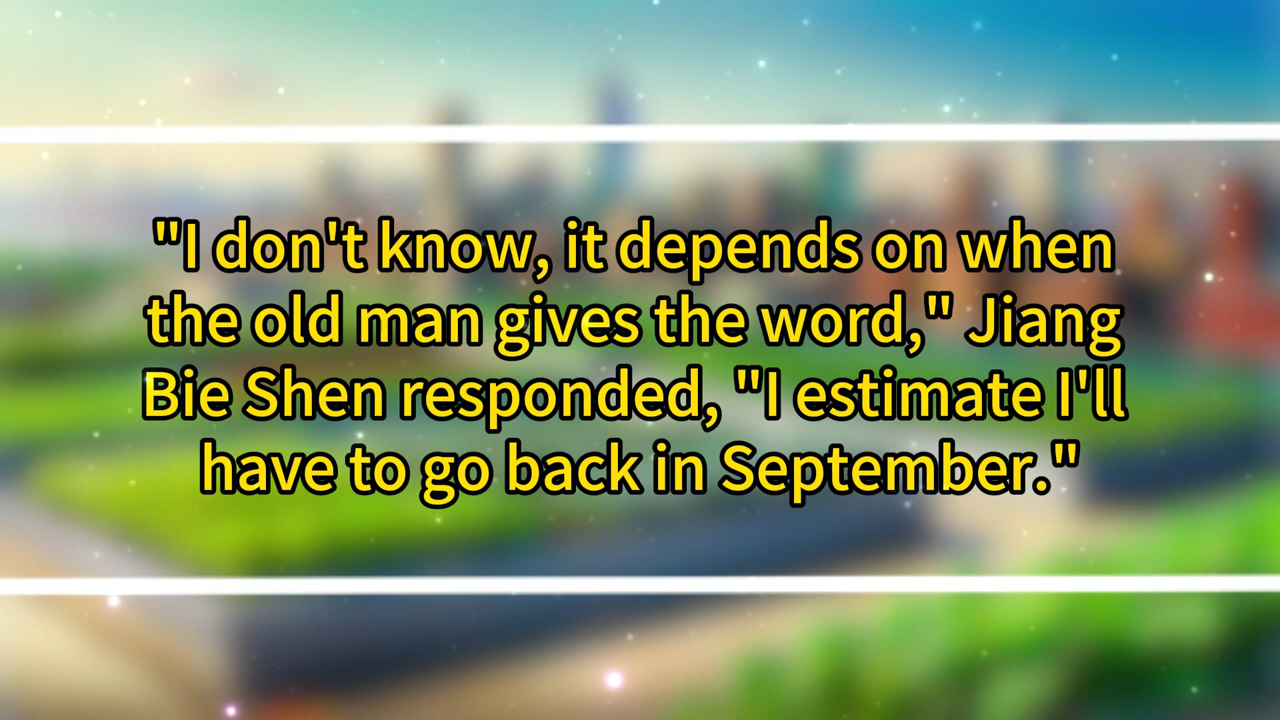 "I don't know, it depends on when
the old man gives the word," Jiang
Bie Shen responded, "I estimate I'll
have to go back in September."